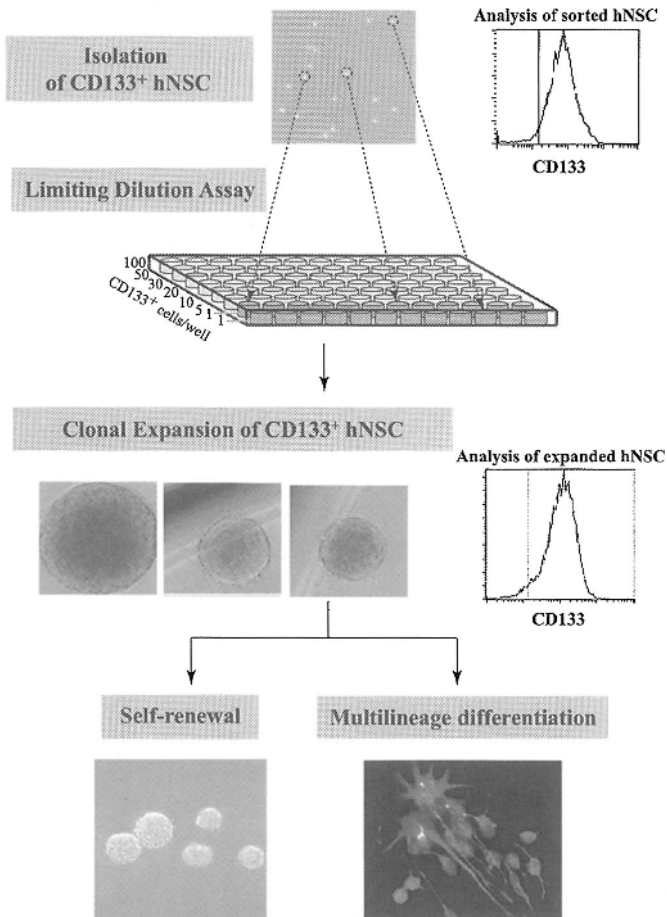 Isolation
of CD133⁺ hNSC
Analysis of sorted hNSC
CD133
Limiting Dilution Assay
100
50
30
20
10
5
1
1
CD133⁺ cells/well
Clonal Expansion of CD133⁺ hNSC
Analysis of expanded hNSC
CD133
Self-renewal
Multilineage differentiation